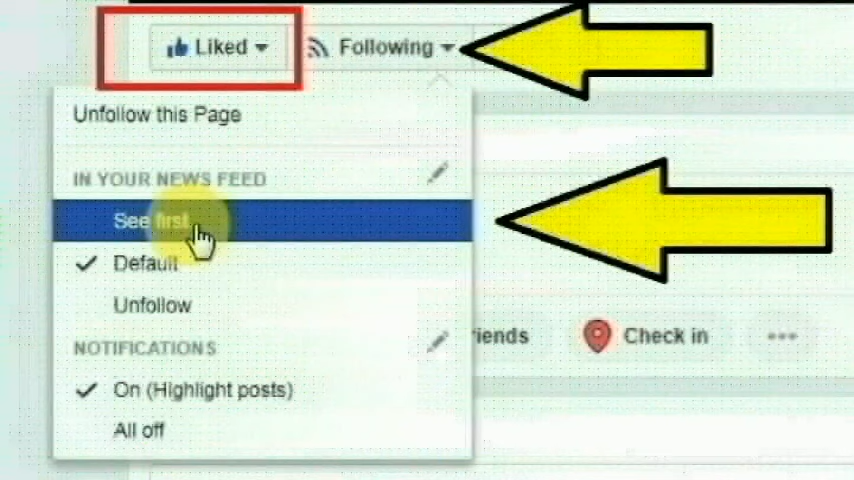 Liked Following
Unfollow this Page
IN YOUR NEWS FEED
See first
Default
Unfollow
riends Check in
NOTIFICATIONS
On (Highlight posts)
All off